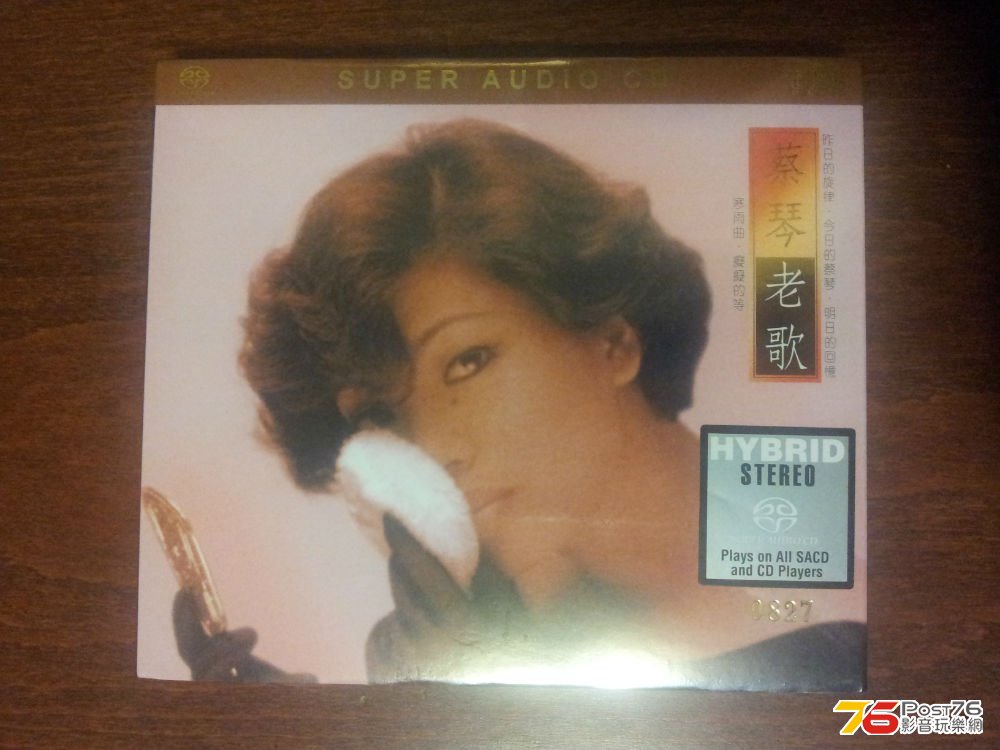 SUPER AUDIO CD
蔡琴
老歌
昨日的旋律．今日的蔡琴．明日的回憶
寒雨曲．癡癡的等
HYBRID
STEREO
SUPER AUDIO CD
Plays on All SACD
and CD Players
0827
76 Post76
影音玩樂網